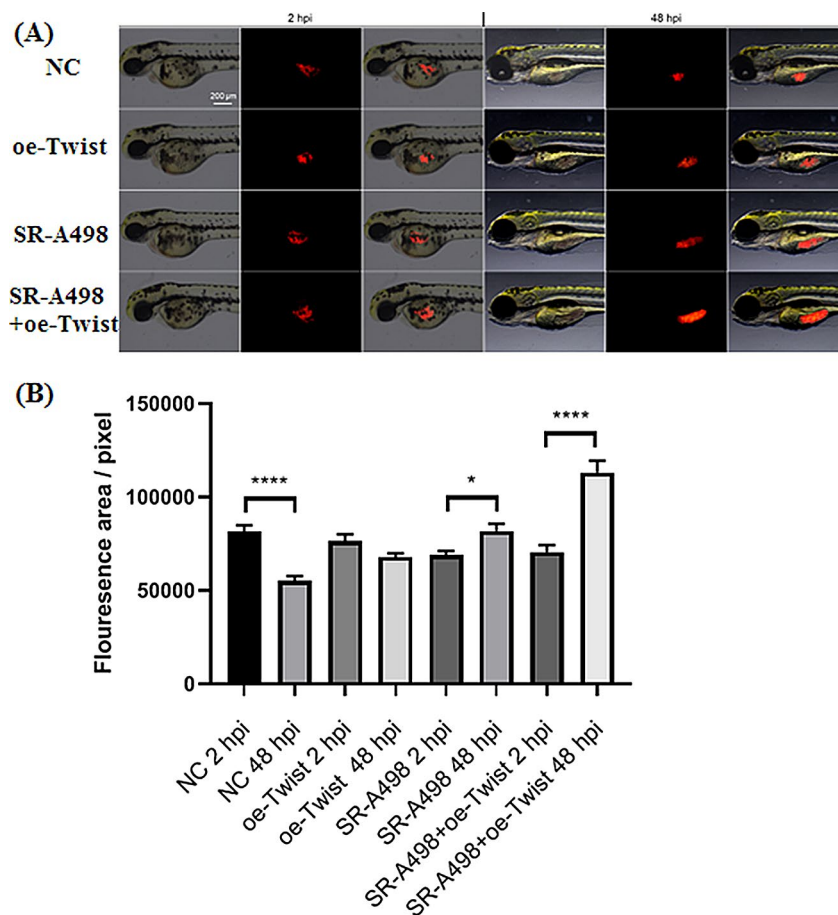 (A)
2 hpi
48 hpi
NC
200 μm
oe-Twist
SR-A498
SR-A498
+oe-Twist
(B)
Flouresence area / pixel
150000
100000
50000
0
****
*
****
NC 2 hpi
NC 48 hpi
oe-Twist 2 hpi
oe-Twist 48 hpi
SR-A498 2 hpi
SR-A498 48 hpi
SR-A498+oe-Twist 2 hpi
SR-A498+oe-Twist 48 hpi